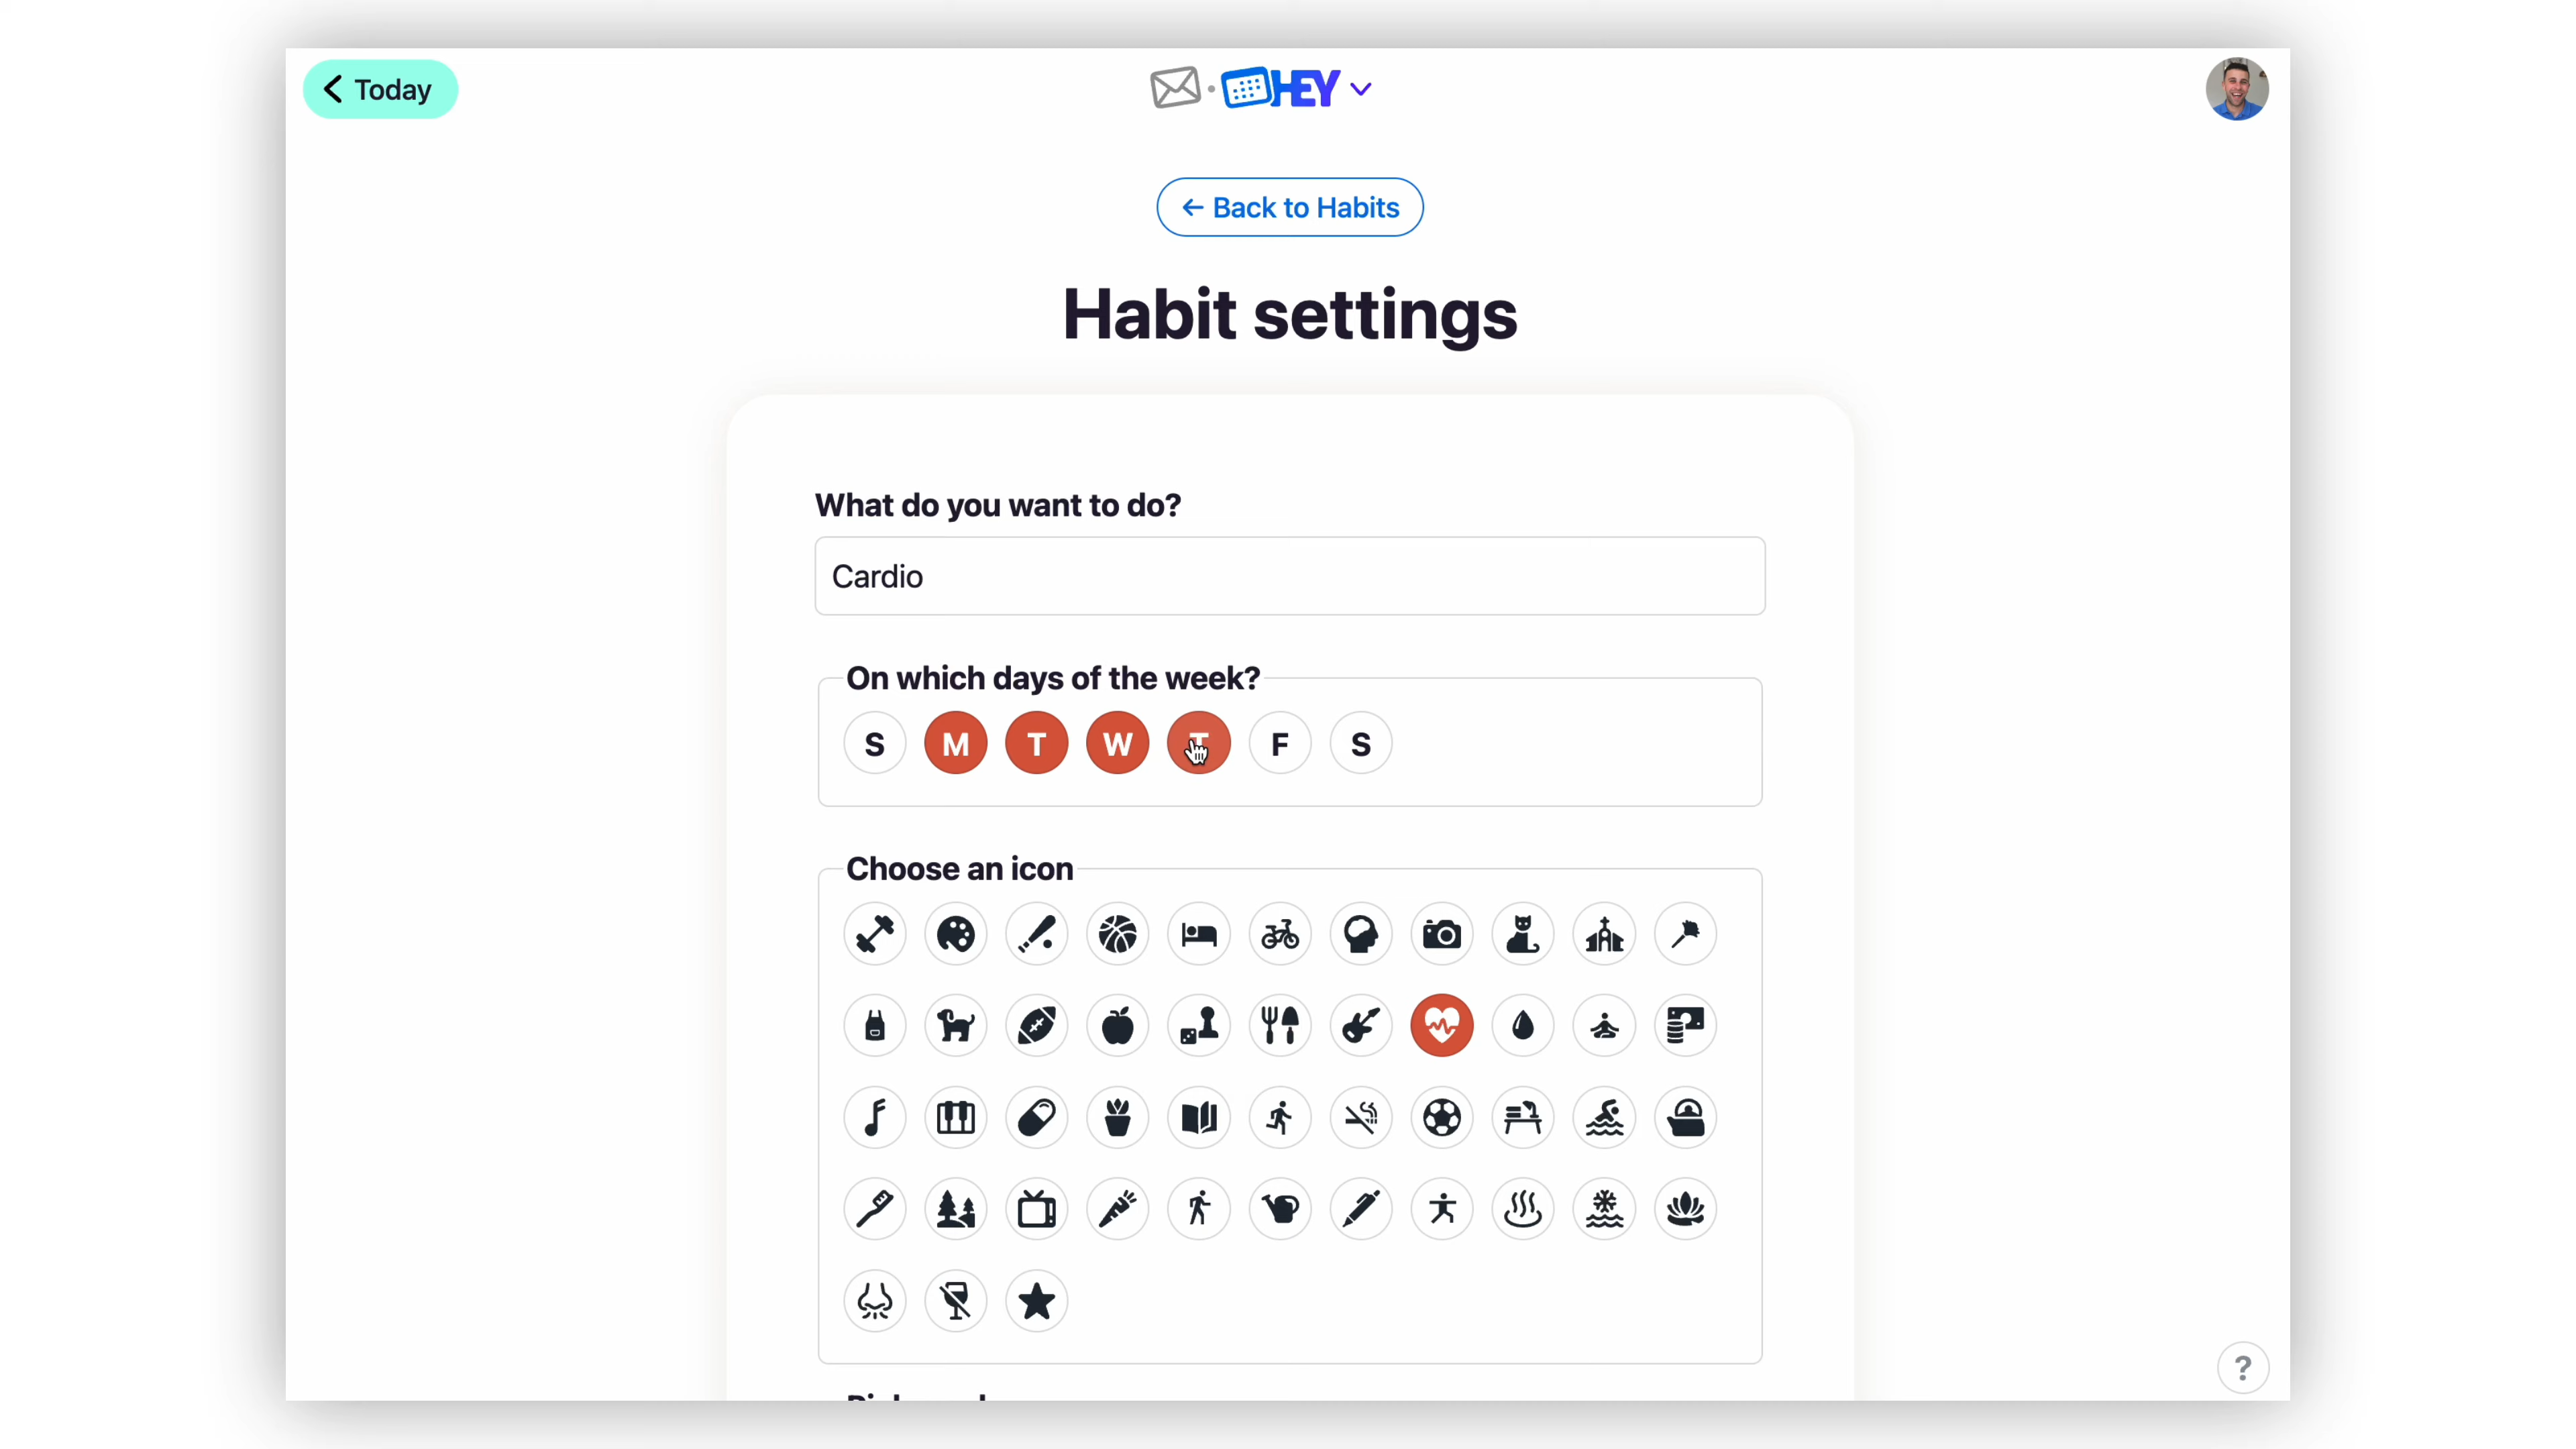 Today
HEY
← Back to Habits
Habit settings
What do you want to do?
Cardio
On which days of the week?
S M T W T F S
Choose an icon
?